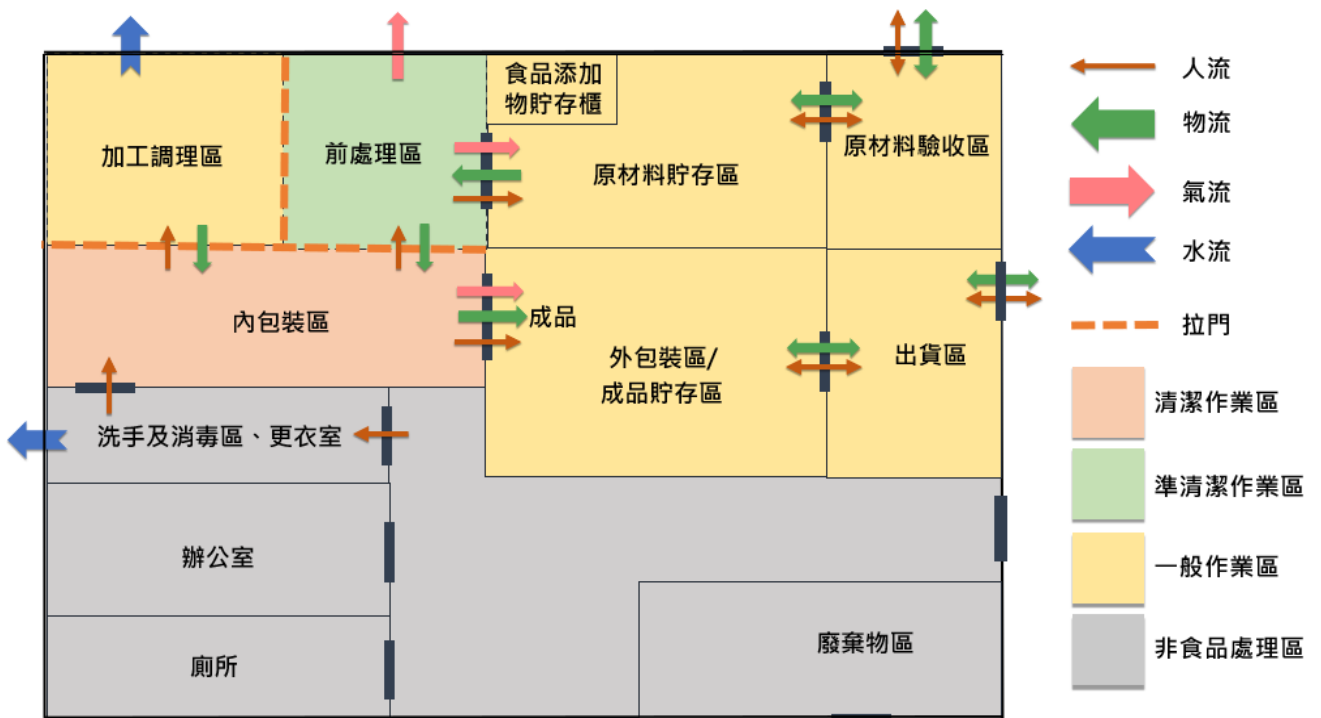 食品添加
物貯存櫃
加工調理區
前處理區
原材料貯存區
原材料驗收區
內包裝區
成品
外包裝區/
成品貯存區
出貨區
洗手及消毒區、更衣室
辦公室
廁所
廢棄物區
人流
物流
氣流
水流
拉門
清潔作業區
準清潔作業區
一般作業區
非食品處理區